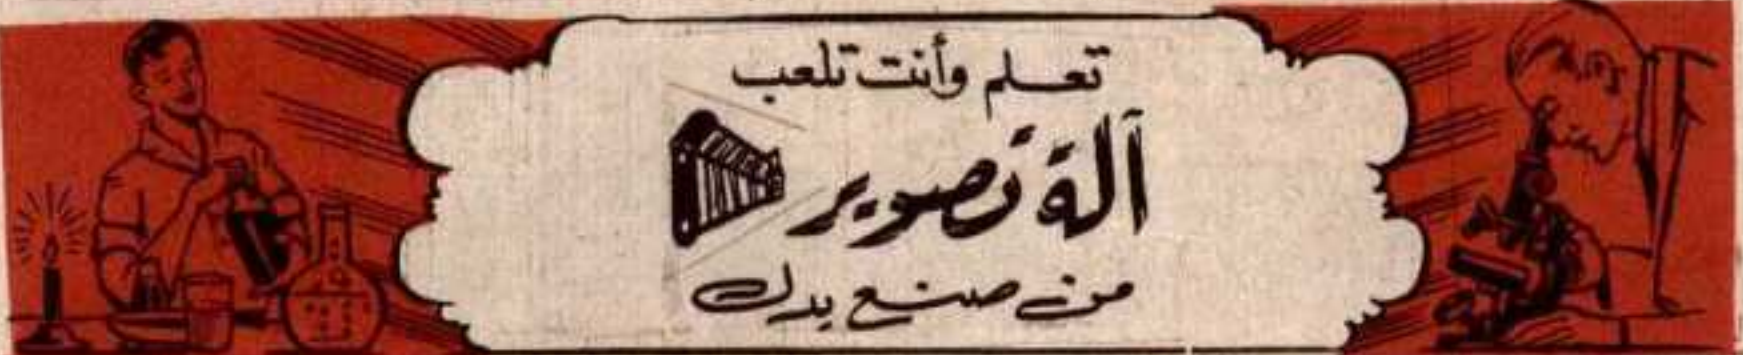 تعلم وأنت تلعب
آلة تصوير
من صنع يدك